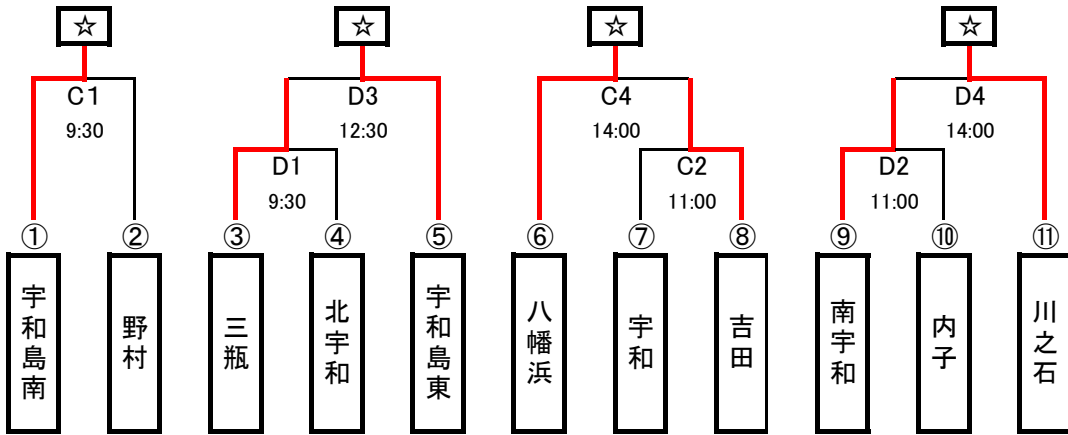 ☆ ☆ ☆ ☆
C1 D3 C4 D4
9:30 12:30 14:00 14:00
D1 C2 D2
9:30 11:00 11:00
① ② ③ ④ ⑤ ⑥ ⑦ ⑧ ⑨ ⑩ ⑪
宇和島南
野村
三瓶
北宇和
宇和島東
八幡浜
宇和
吉田
南宇和
内子
川之石